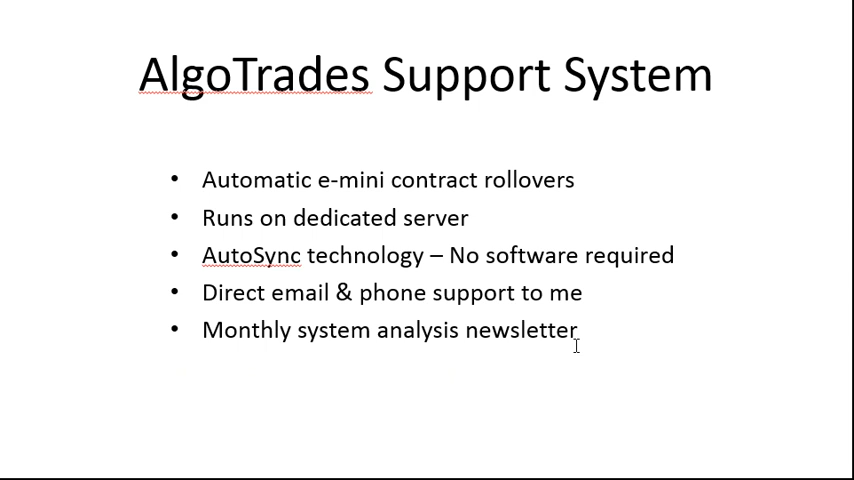 AlgoTrades Support System
• Automatic e-mini contract rollovers
• Runs on dedicated server
• AutoSync technology – No software required
• Direct email & phone support to me
• Monthly system analysis newsletter